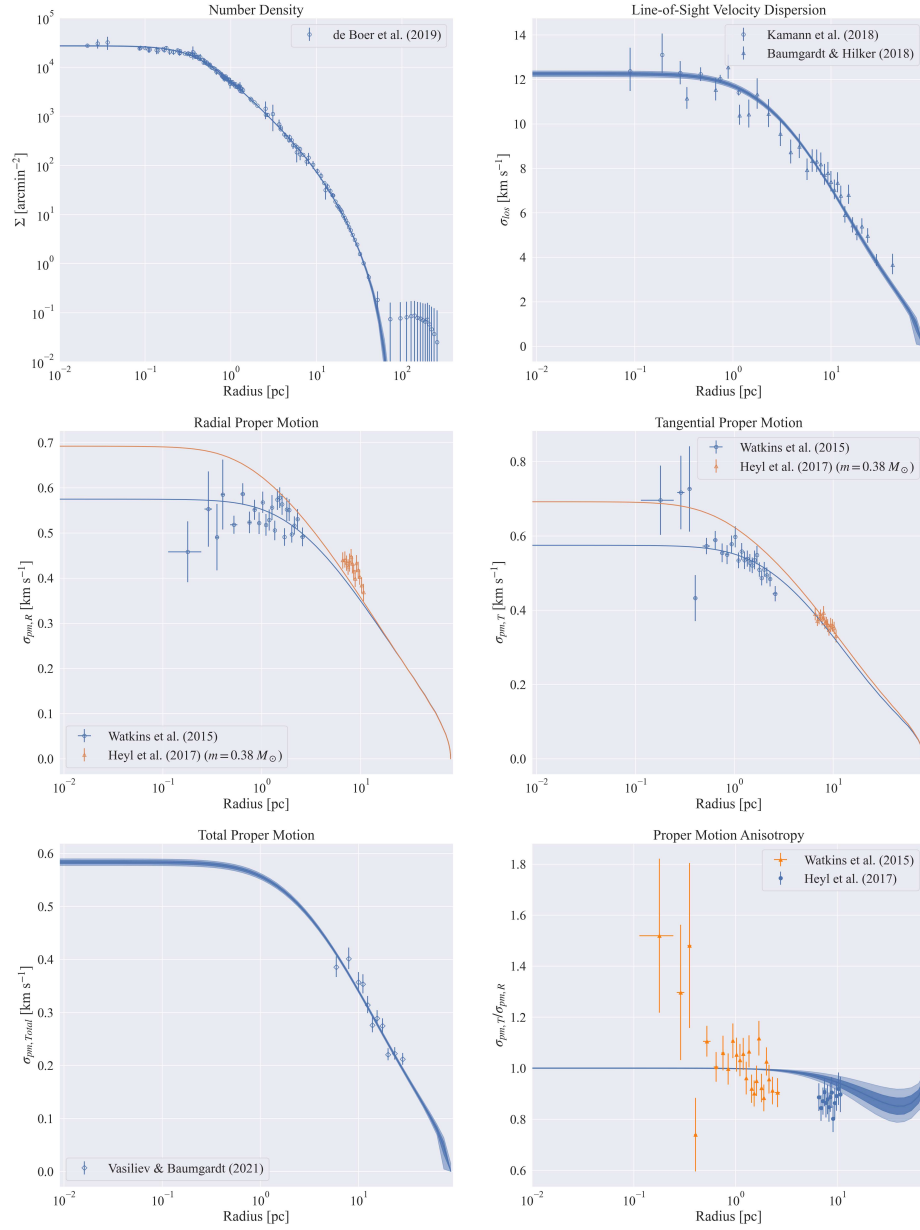 Number Density
10⁵
10⁴
10³
10²
10¹
10⁰
10⁻¹
10⁻²
Σ [arcmin⁻²]
de Boer et al. (2019)
10⁻² 10⁻¹ 10⁰ 10¹ 10²
Radius [pc]
Line-of-Sight Velocity Dispersion
14
12
10
8
6
4
2
0
σ_los [km s⁻¹]
Kamann et al. (2018)
Baumgardt & Hilker (2018)
10⁻² 10⁻¹ 10⁰ 10¹
Radius [pc]
Radial Proper Motion
0.7
0.6
0.5
0.4
0.3
0.2
0.1
0.0
σ_pm,R [km s⁻¹]
Watkins et al. (2015)
Heyl et al. (2017) (m = 0.38 M☉)
10⁻² 10⁻¹ 10⁰ 10¹
Radius [pc]
Tangential Proper Motion
0.8
0.6
0.4
0.2
0.0
σ_pm,T [km s⁻¹]
Watkins et al. (2015)
Heyl et al. (2017) (m = 0.38 M☉)
10⁻² 10⁻¹ 10⁰ 10¹
Radius [pc]
Total Proper Motion
0.6
0.5
0.4
0.3
0.2
0.1
0.0
σ_pm,Total [km s⁻¹]
Vasiliev & Baumgardt (2021)
10⁻² 10⁻¹ 10⁰ 10¹
Radius [pc]
Proper Motion Anisotropy
1.8
1.6
1.4
1.2
1.0
0.8
0.6
σ_pm,T/σ_pm,R
Watkins et al. (2015)
Heyl et al. (2017)
10⁻² 10⁻¹ 10⁰ 10¹
Radius [pc]